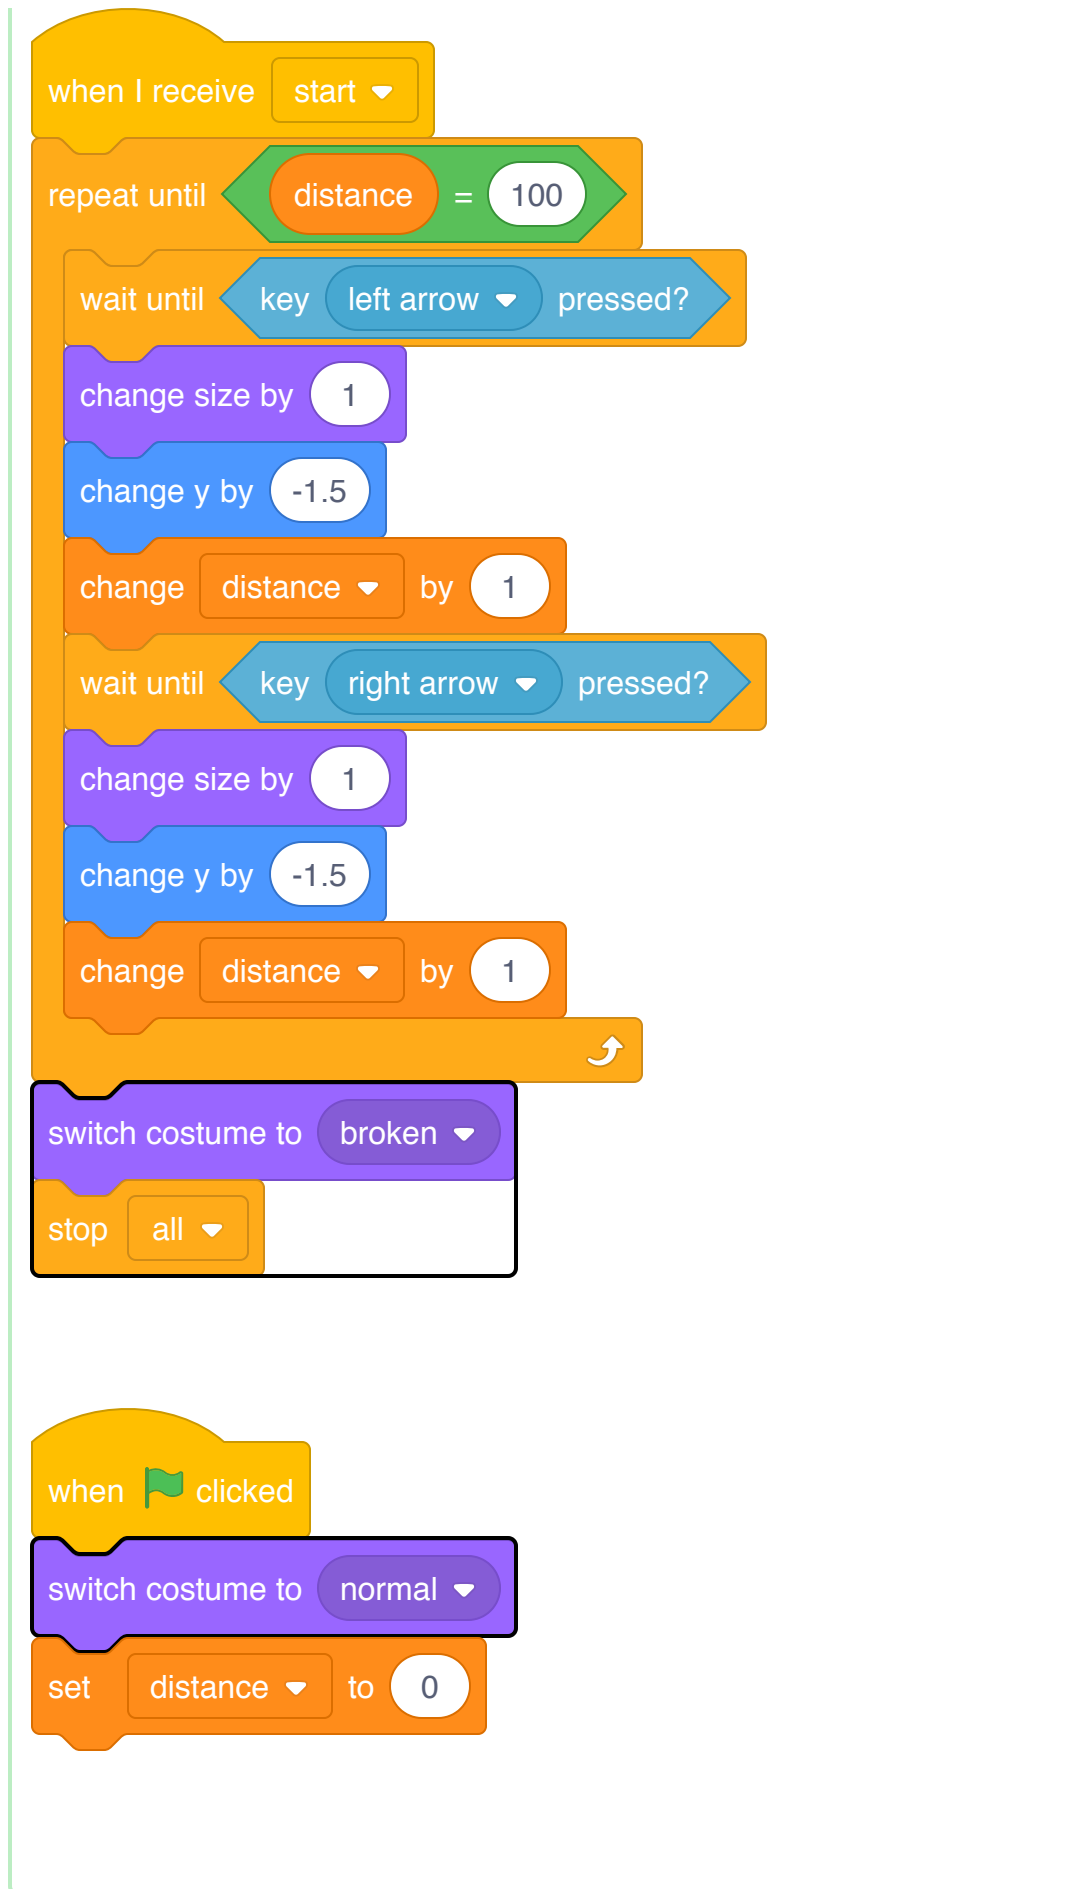 when I receive start
repeat until distance = 100
wait until key left arrow pressed?
change size by 1
change y by -1.5
change distance by 1
wait until key right arrow pressed?
change size by 1
change y by -1.5
change distance by 1
switch costume to broken
stop all
when clicked
switch costume to normal
set distance to 0